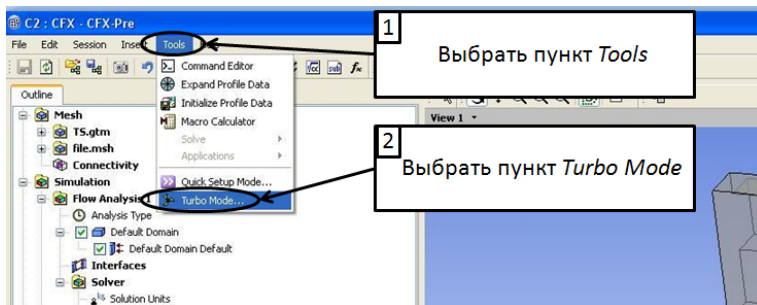 C2 : CFX - CFX-Pre
File Edit Session Insert Tools
1
Выбрать пункт Tools
Command Editor
Expand Profile Data
Initialize Profile Data
Macro Calculator
Solve
Applications
Quick Setup Mode...
Turbo Mode...
Outline
Mesh
TS.gtm
file.msh
Connectivity
Simulation
Flow Analysis 1
Analysis Type
Default Domain
Default Domain Default
Interfaces
Solver
Solution Units
View 1
2
Выбрать пункт Turbo Mode